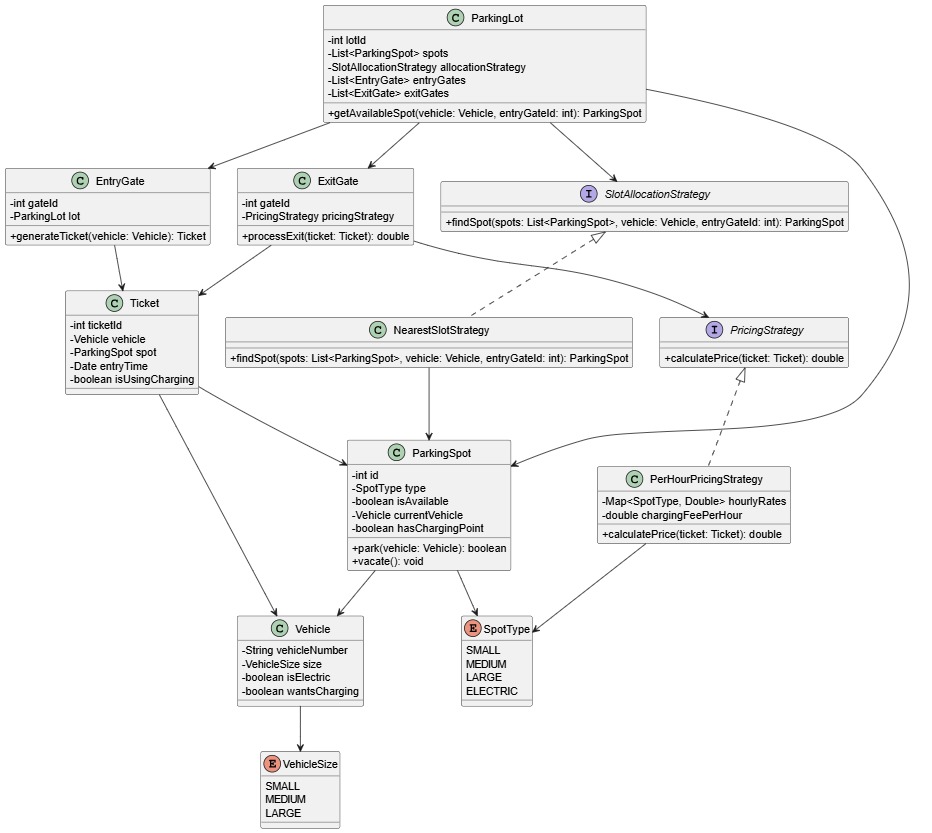 C ParkingLot
-int lotId
-List<ParkingSpot> spots
-SlotAllocationStrategy allocationStrategy
-List<EntryGate> entryGates
-List<ExitGate> exitGates
+getAvailableSpot(vehicle: Vehicle, entryGateId: int): ParkingSpot
C EntryGate
-int gateId
-ParkingLot lot
+generateTicket(vehicle: Vehicle): Ticket
C ExitGate
-int gateId
-PricingStrategy pricingStrategy
+processExit(ticket: Ticket): double
I SlotAllocationStrategy
+findSpot(spots: List<ParkingSpot>, vehicle: Vehicle, entryGateId: int): ParkingSpot
C Ticket
-int ticketId
-Vehicle vehicle
-ParkingSpot spot
-Date entryTime
-boolean isUsingCharging
C NearestSlotStrategy
+findSpot(spots: List<ParkingSpot>, vehicle: Vehicle, entryGateId: int): ParkingSpot
I PricingStrategy
+calculatePrice(ticket: Ticket): double
C ParkingSpot
-int id
-SpotType type
-boolean isAvailable
-Vehicle currentVehicle
-boolean hasChargingPoint
+park(vehicle: Vehicle): boolean
+vacate(): void
C PerHourPricingStrategy
-Map<SpotType, Double> hourlyRates
-double chargingFeePerHour
+calculatePrice(ticket: Ticket): double
C Vehicle
-String vehicleNumber
-VehicleSize size
-boolean isElectric
-boolean wantsCharging
E SpotType
SMALL
MEDIUM
LARGE
ELECTRIC
E VehicleSize
SMALL
MEDIUM
LARGE